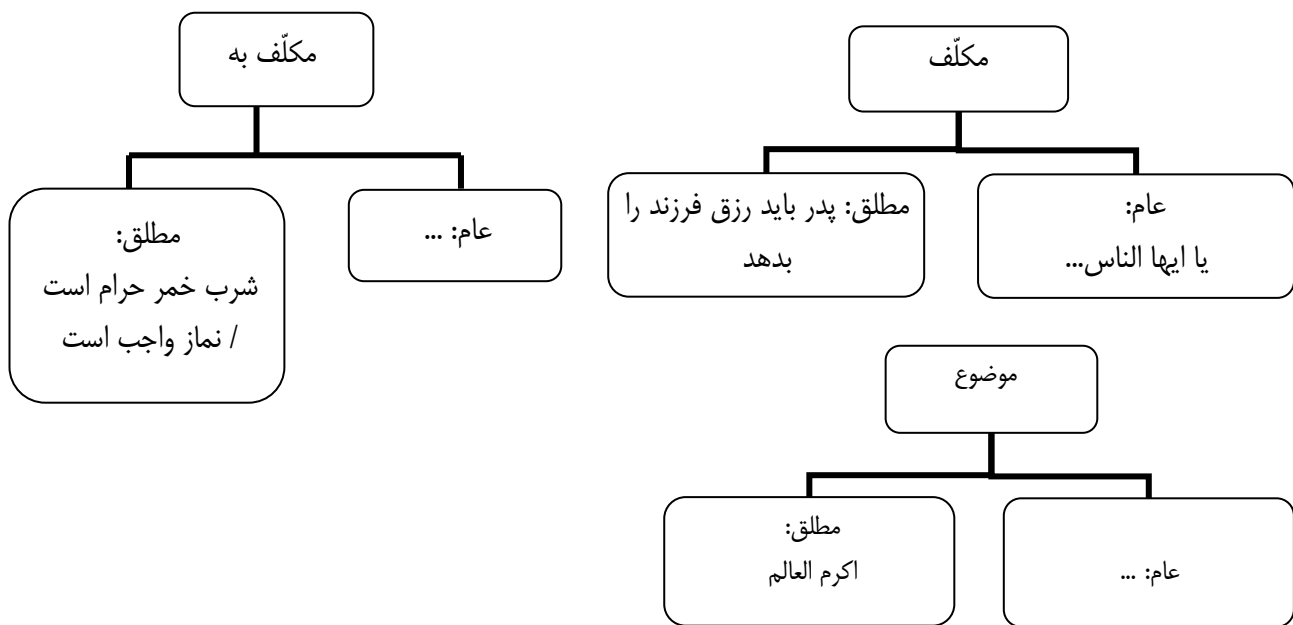 مکلّف
عام:
یا ایها الناس...
مطلق: پدر باید رزق فرزند را
بدهد
مکلّف به
عام: ...
مطلق:
شرب خمر حرام است
/ نماز واجب است
موضوع
عام: ...
مطلق:
اکرم العالم